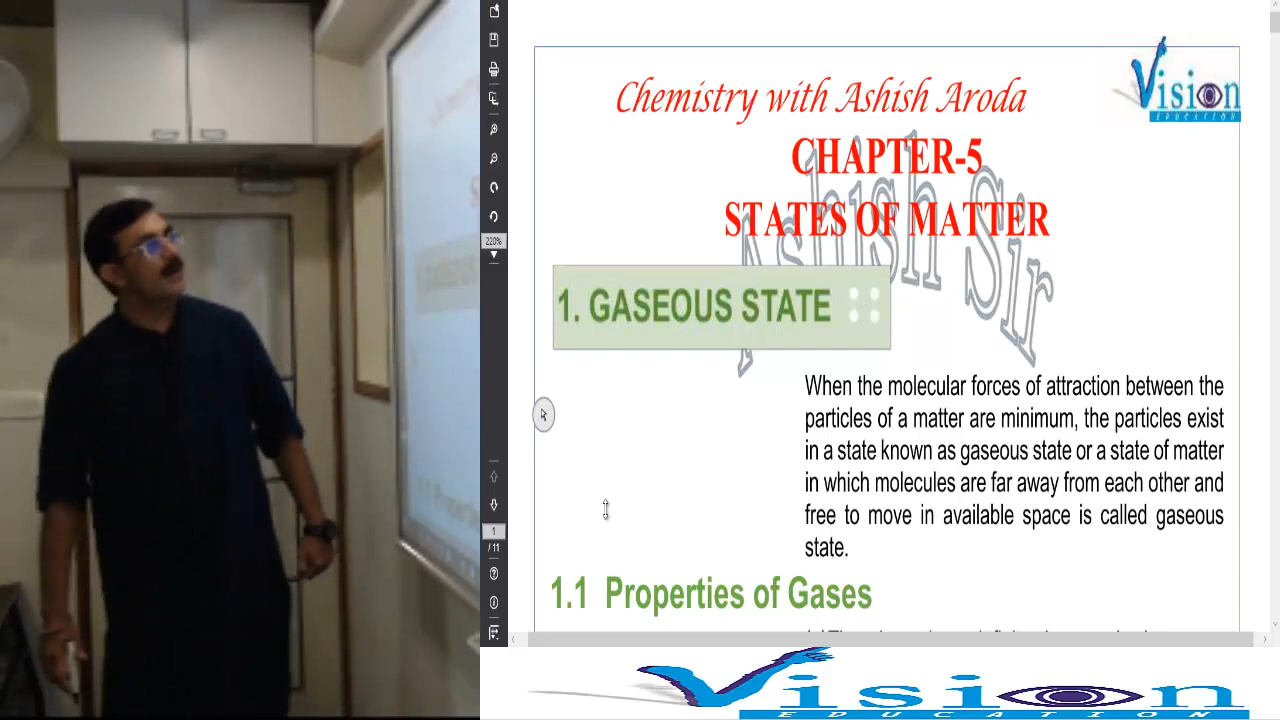 Chemistry with Ashish Aroda
Vision
EDUCATION
CHAPTER-5
STATES OF MATTER
Ashish Sir
1. GASEOUS STATE
When the molecular forces of attraction between the
particles of a matter are minimum, the particles exist
in a state known as gaseous state or a state of matter
in which molecules are far away from each other and
free to move in available space is called gaseous
state.
1.1 Properties of Gases
220%
1
/ 11
Vision
EDUCATION